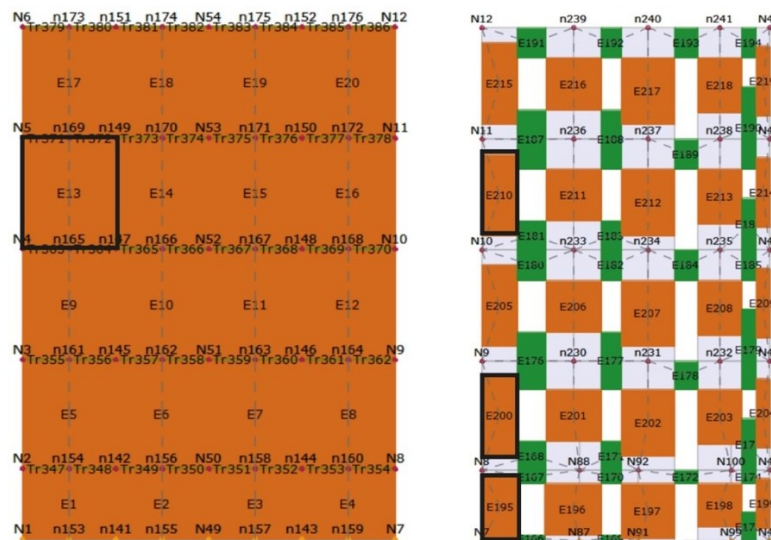 N6 n173 n151 n174 N54 n175 n152 n176 N12
Tr379 Tr380 Tr381 Tr382 Tr383 Tr384 Tr385 Tr386
E17 E18 E19 E20
N5 n169 n149 n170 N53 n171 n150 n172 N11
Tr371 Tr372 Tr373 Tr374 Tr375 Tr376 Tr377 Tr378
E13 E14 E15 E16
N4 n165 n147 n166 N52 n167 n148 n168 N10
Tr363 Tr364 Tr365 Tr366 Tr367 Tr368 Tr369 Tr370
E9 E10 E11 E12
N3 n161 n145 n162 N51 n163 n146 n164 N9
Tr355 Tr356 Tr357 Tr358 Tr359 Tr360 Tr361 Tr362
E5 E6 E7 E8
N2 n154 n142 n156 N50 n158 n144 n160 N8
Tr347 Tr348 Tr349 Tr350 Tr351 Tr352 Tr353 Tr354
E1 E2 E3 E4
N1 n153 n141 n155 N49 n157 n143 n159 N7
N12 n239 n240 n241
E191 E192 E193 E194
E215 E216 E217 E218
N11 n236 n237 n238
E187 E188 E189 E190
E210 E211 E212 E213
E181
N10 n233 n234 n235
E180 E182 E184 E185
E205 E206 E207 E208
N9 n230 n231 n232
E176 E177 E178 E179
E200 E201 E202 E203
E168
N8 N88 N92 N100
E167 E170 E172
E195 E196 E197 E198
N7 N87 N91